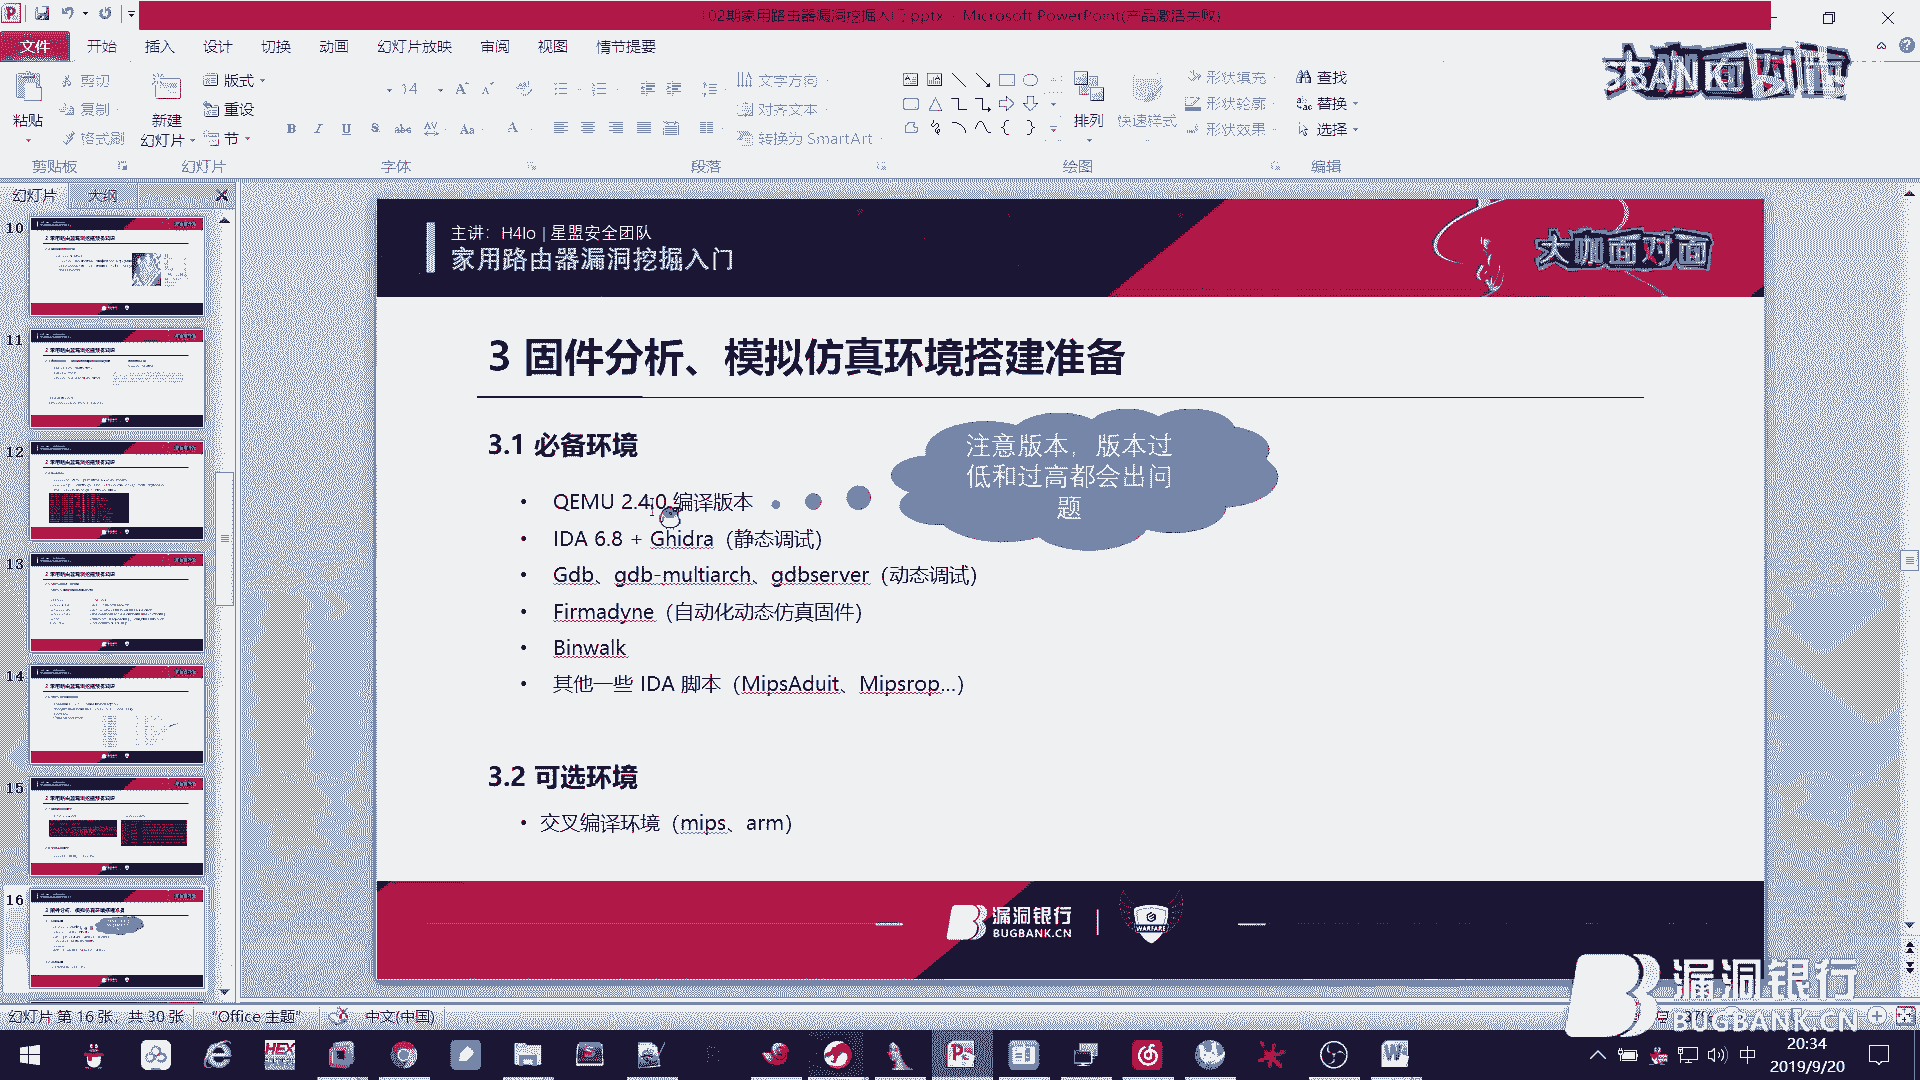 102期家用路由器漏洞挖掘入门.pptx - Microsoft PowerPoint(产品激活失败)
文件 开始 插入 设计 切换 动画 幻灯片放映 审阅 视图 情节提要
粘贴 剪切 复制 格式刷 剪贴板
新建 幻灯片 版式 重设 节 幻灯片
14
B I U S abc AV Aa A
字体
文字方向 对齐文本 转换为 SmartArt
段落
排列 快速样式 形状填充 形状轮廓 形状效果
绘图
查找 替换 选择
编辑
面对面
幻灯片 大纲
10
11
12
13
14
15
16
主讲：H4lo | 星盟安全团队
家用路由器漏洞挖掘入门
大咖面对面
3 固件分析、模拟仿真环境搭建准备
3.1 必备环境
注意版本，版本过
低和过高都会出问
题
• QEMU 2.4.0 编译版本
• IDA 6.8 + Ghidra（静态调试）
• Gdb、gdb-multiarch、gdbserver（动态调试）
• Firmadyne（自动化动态仿真固件）
• Binwalk
• 其他一些 IDA 脚本（MipsAduit、Mipsrop...）
3.2 可选环境
• 交叉编译环境（mips、arm）
漏洞银行
BUGBANK.CN
WARFARE
漏洞银行
BUGBANK.CN
幻灯片 第 16 张，共 30 张 "Office 主题" 中文(中国)
HEX
中
20:34
2019/9/20